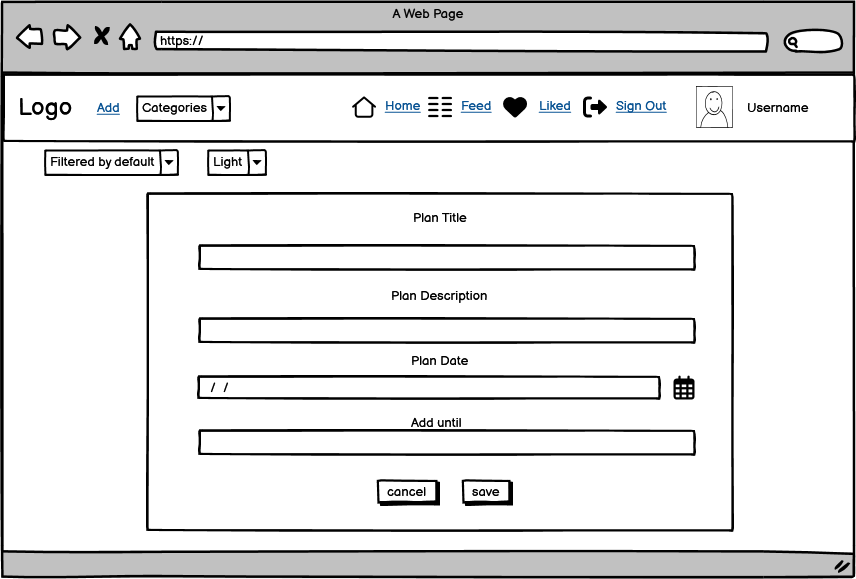 A Web Page
https://
Logo Add Categories Home Feed Liked Sign Out Username
Filtered by default Light
Plan Title
Plan Description
Plan Date
/ /
Add until
cancel save